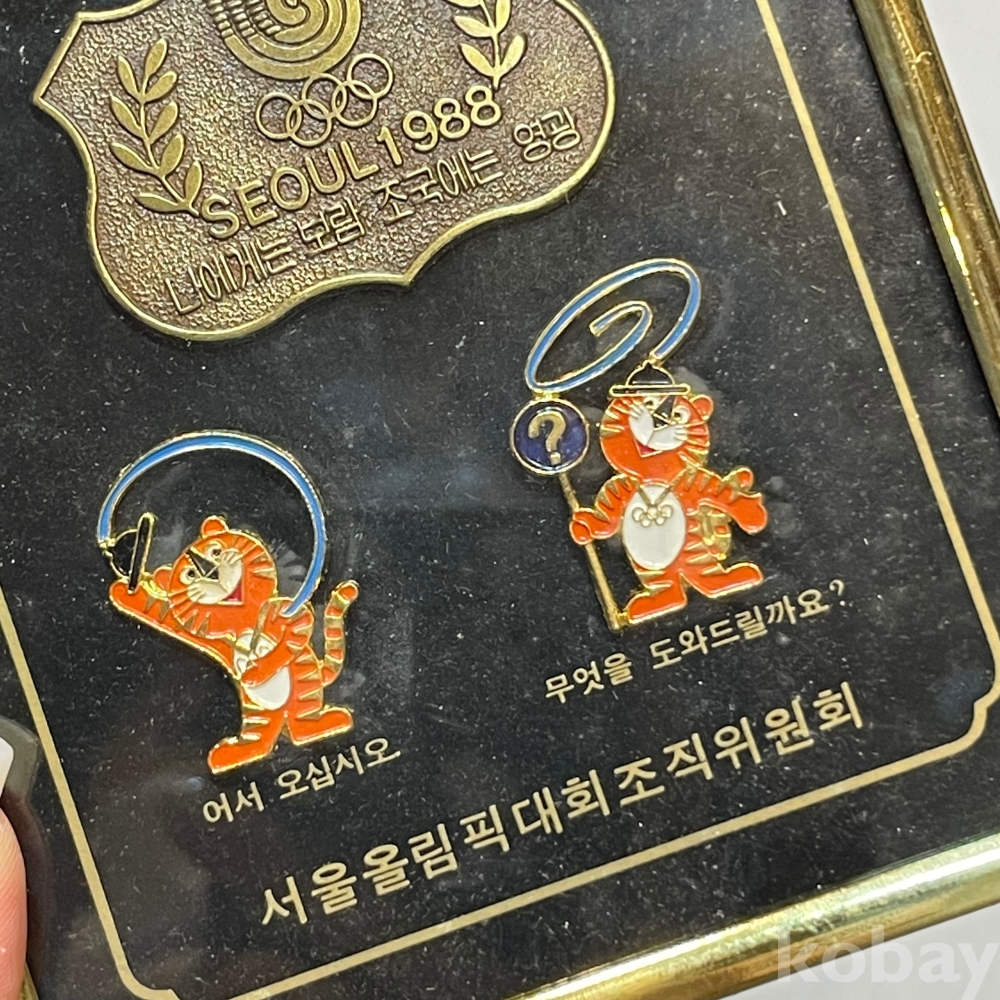 SEOUL 1988
나에게는 보람 조국에는 영광
?
어서 오십시오
무엇을 도와드릴까요?
서울올림픽대회조직위원회
kobay